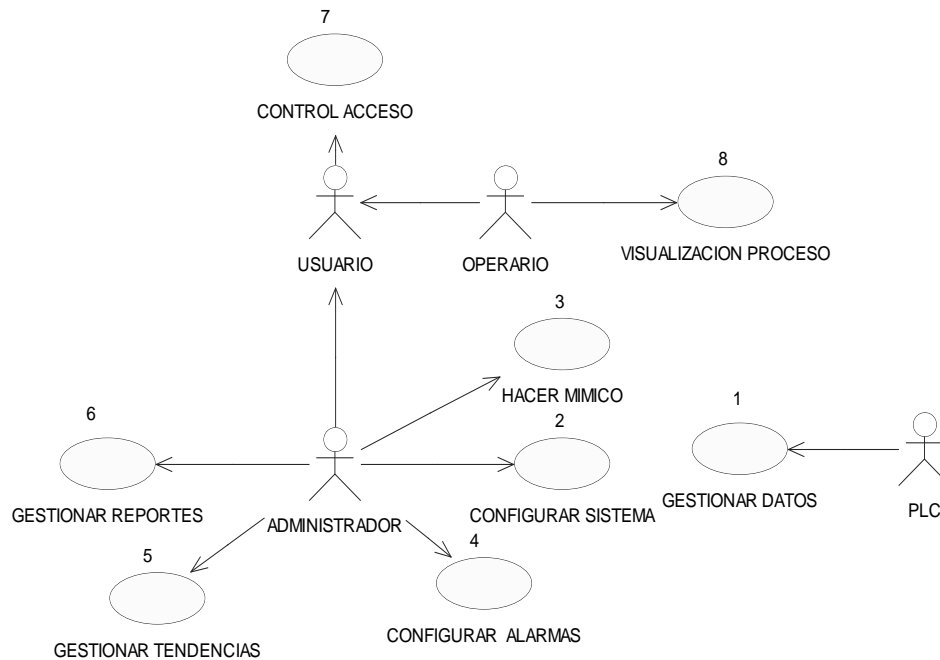 7
CONTROL ACCESO
8
USUARIO
OPERARIO
VISUALIZACION PROCESO
3
HACER MIMICO
6
2
1
GESTIONAR REPORTES
ADMINISTRADOR
CONFIGURAR SISTEMA
GESTIONAR DATOS
PLC
5
4
GESTIONAR TENDENCIAS
CONFIGURAR ALARMAS